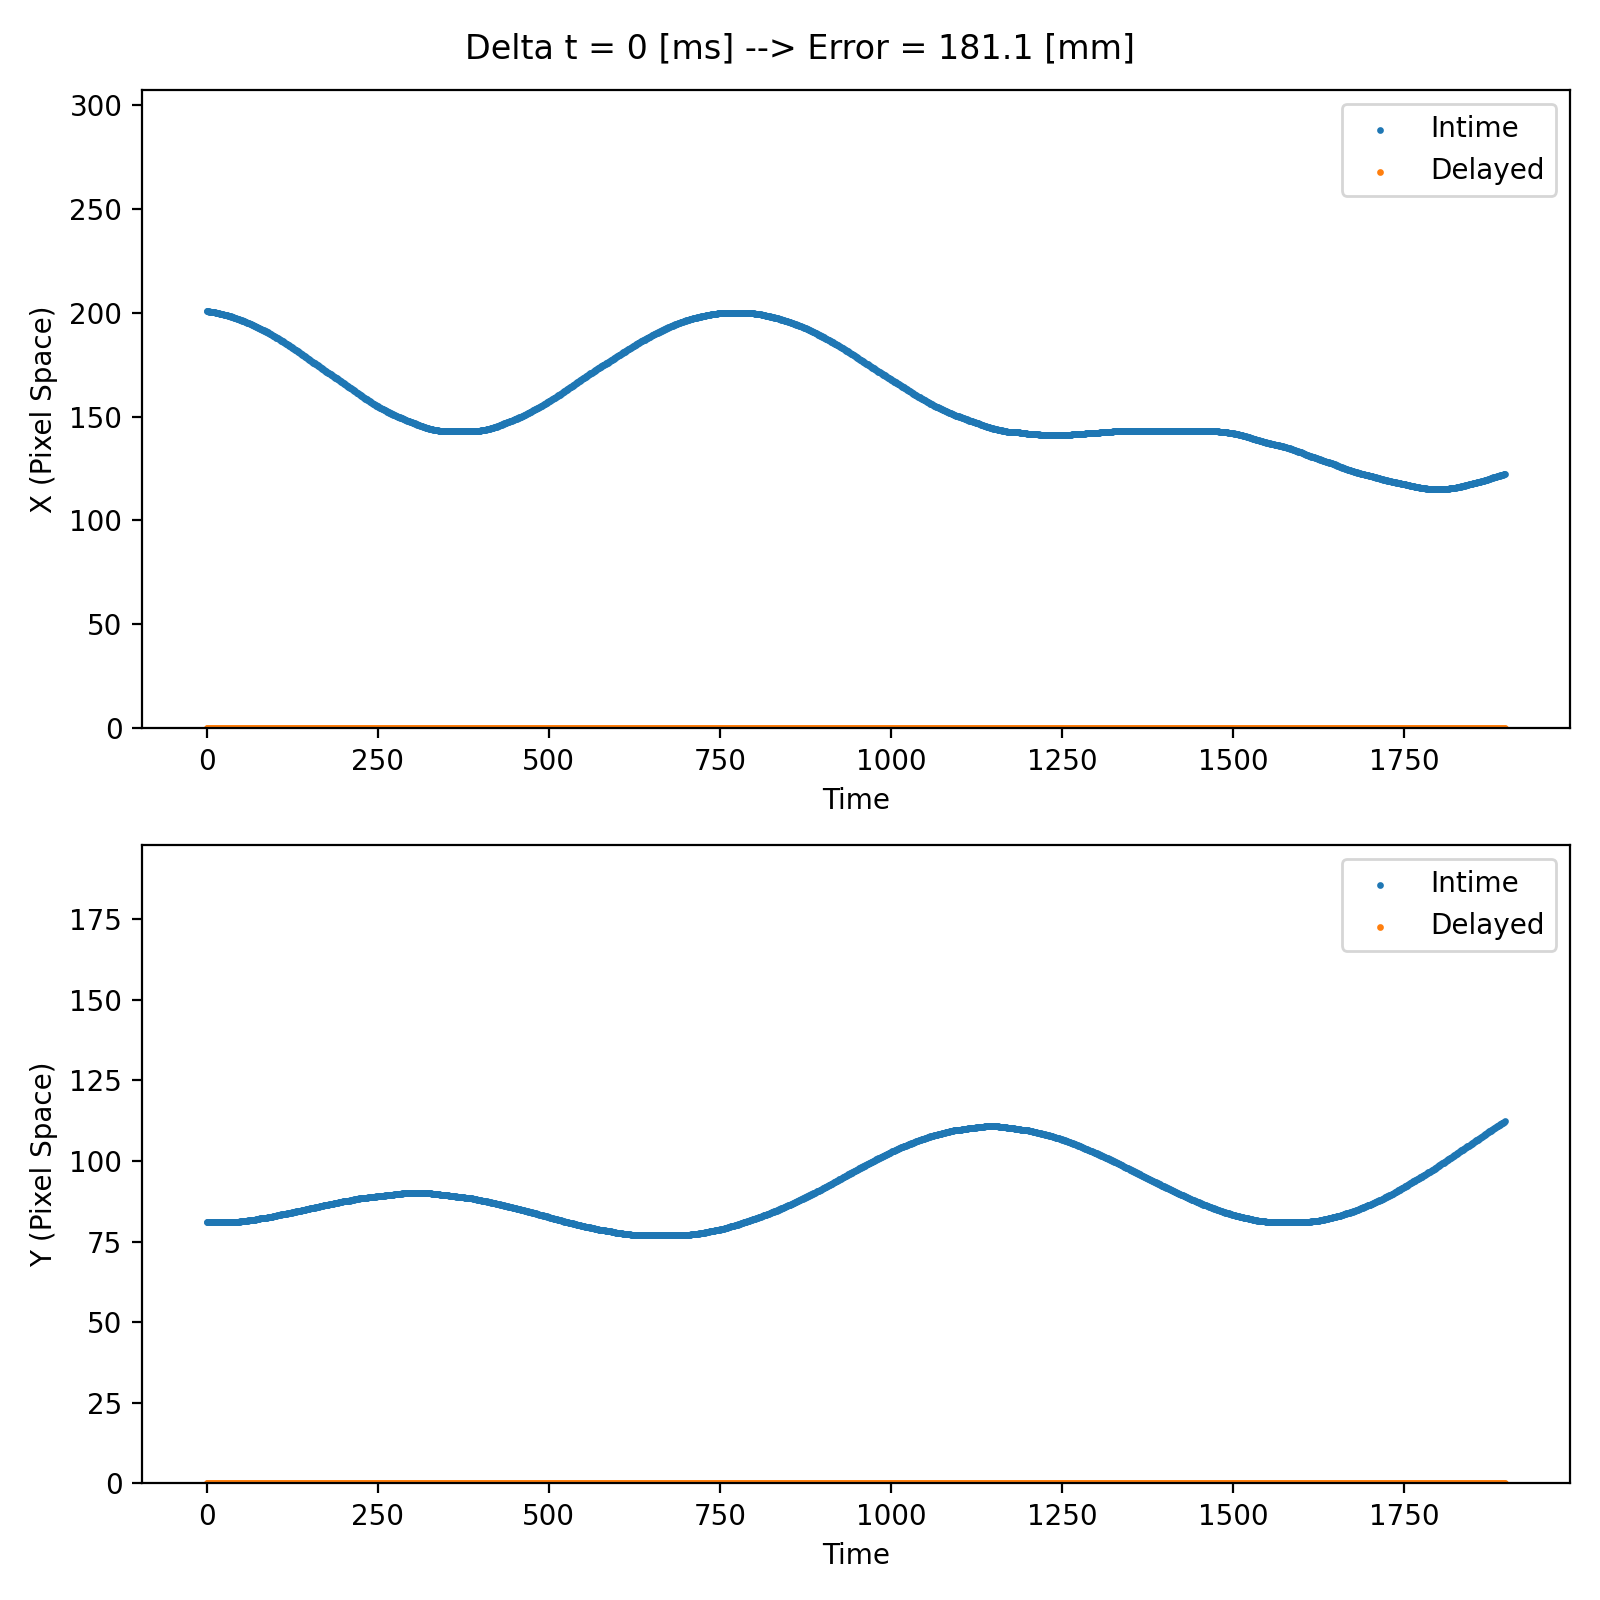 Delta t = 0 [ms] --> Error = 181.1 [mm]
300
250
200
150
100
50
0
X (Pixel Space)
Intime
Delayed
0 250 500 750 1000 1250 1500 1750
Time
175
150
125
100
75
50
25
0
Y (Pixel Space)
Intime
Delayed
0 250 500 750 1000 1250 1500 1750
Time